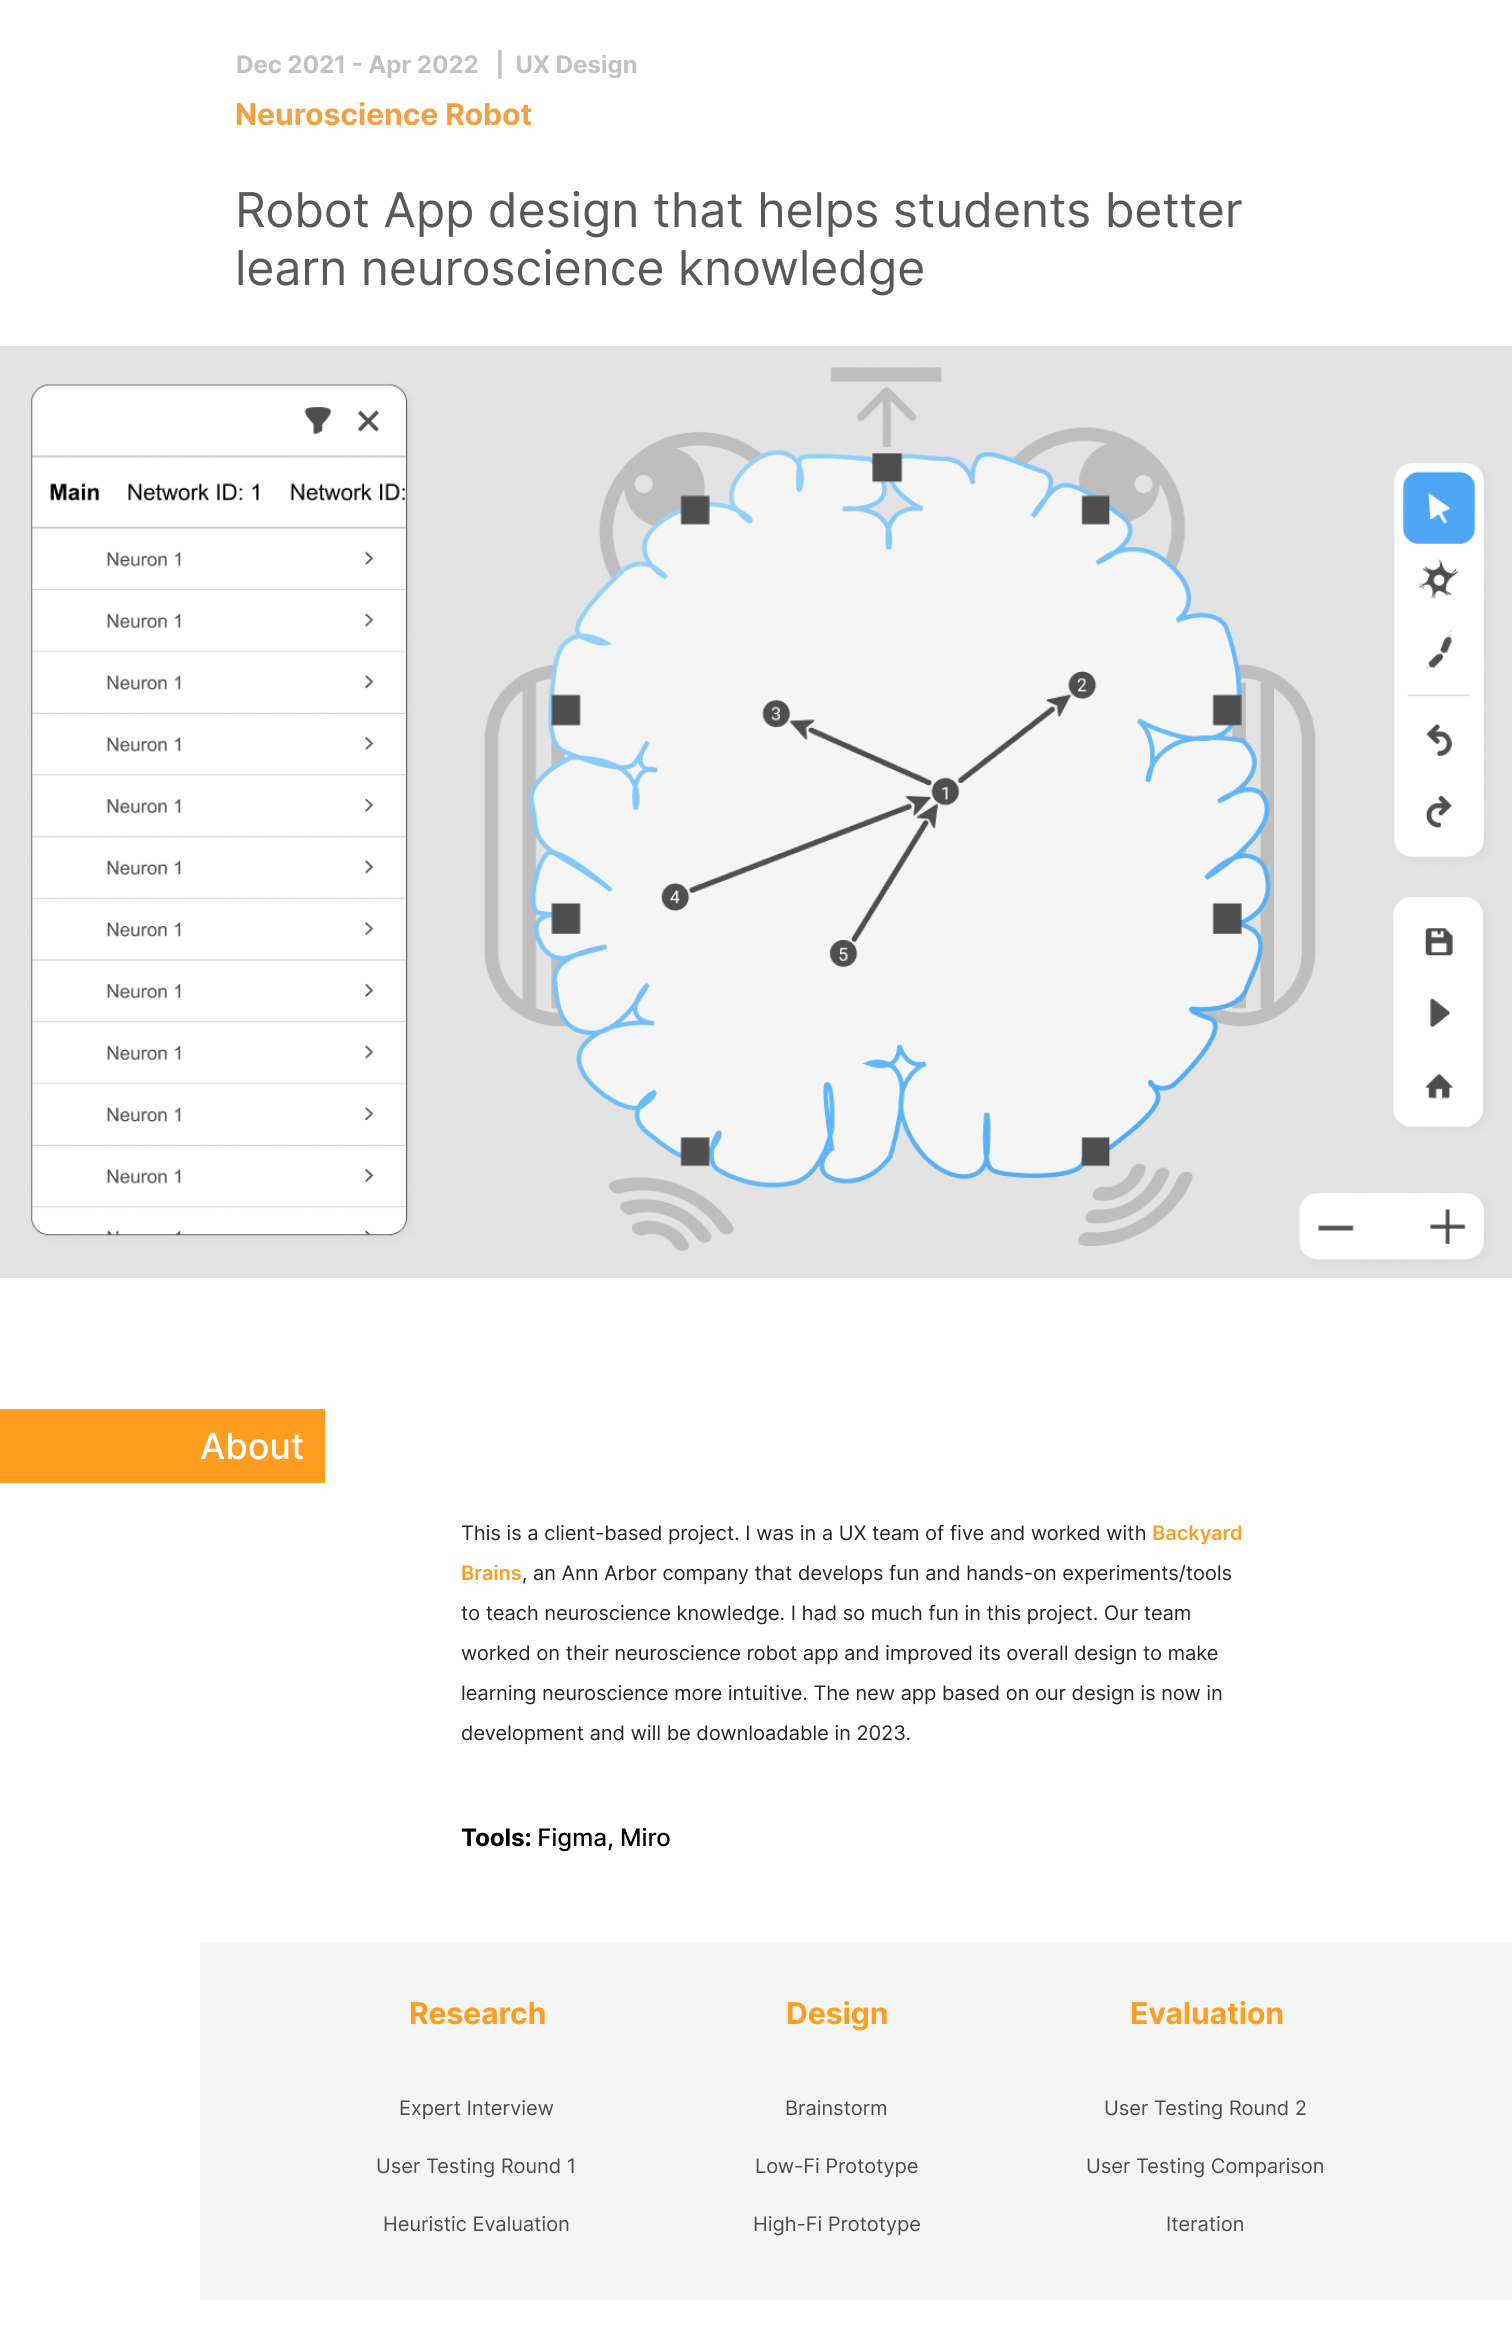 Dec 2021 - Apr 2022 | UX Design
Neuroscience Robot
Robot App design that helps students better
learn neuroscience knowledge
Main Network ID: 1 Network ID:
Neuron 1
Neuron 1
Neuron 1
Neuron 1
Neuron 1
Neuron 1
Neuron 1
Neuron 1
Neuron 1
Neuron 1
Neuron 1
2
3
1
4
5
About
This is a client-based project. I was in a UX team of five and worked with Backyard
Brains, an Ann Arbor company that develops fun and hands-on experiments/tools
to teach neuroscience knowledge. I had so much fun in this project. Our team
worked on their neuroscience robot app and improved its overall design to make
learning neuroscience more intuitive. The new app based on our design is now in
development and will be downloadable in 2023.
Tools: Figma, Miro
Research
Expert Interview
User Testing Round 1
Heuristic Evaluation
Design
Brainstorm
Low-Fi Prototype
High-Fi Prototype
Evaluation
User Testing Round 2
User Testing Comparison
Iteration